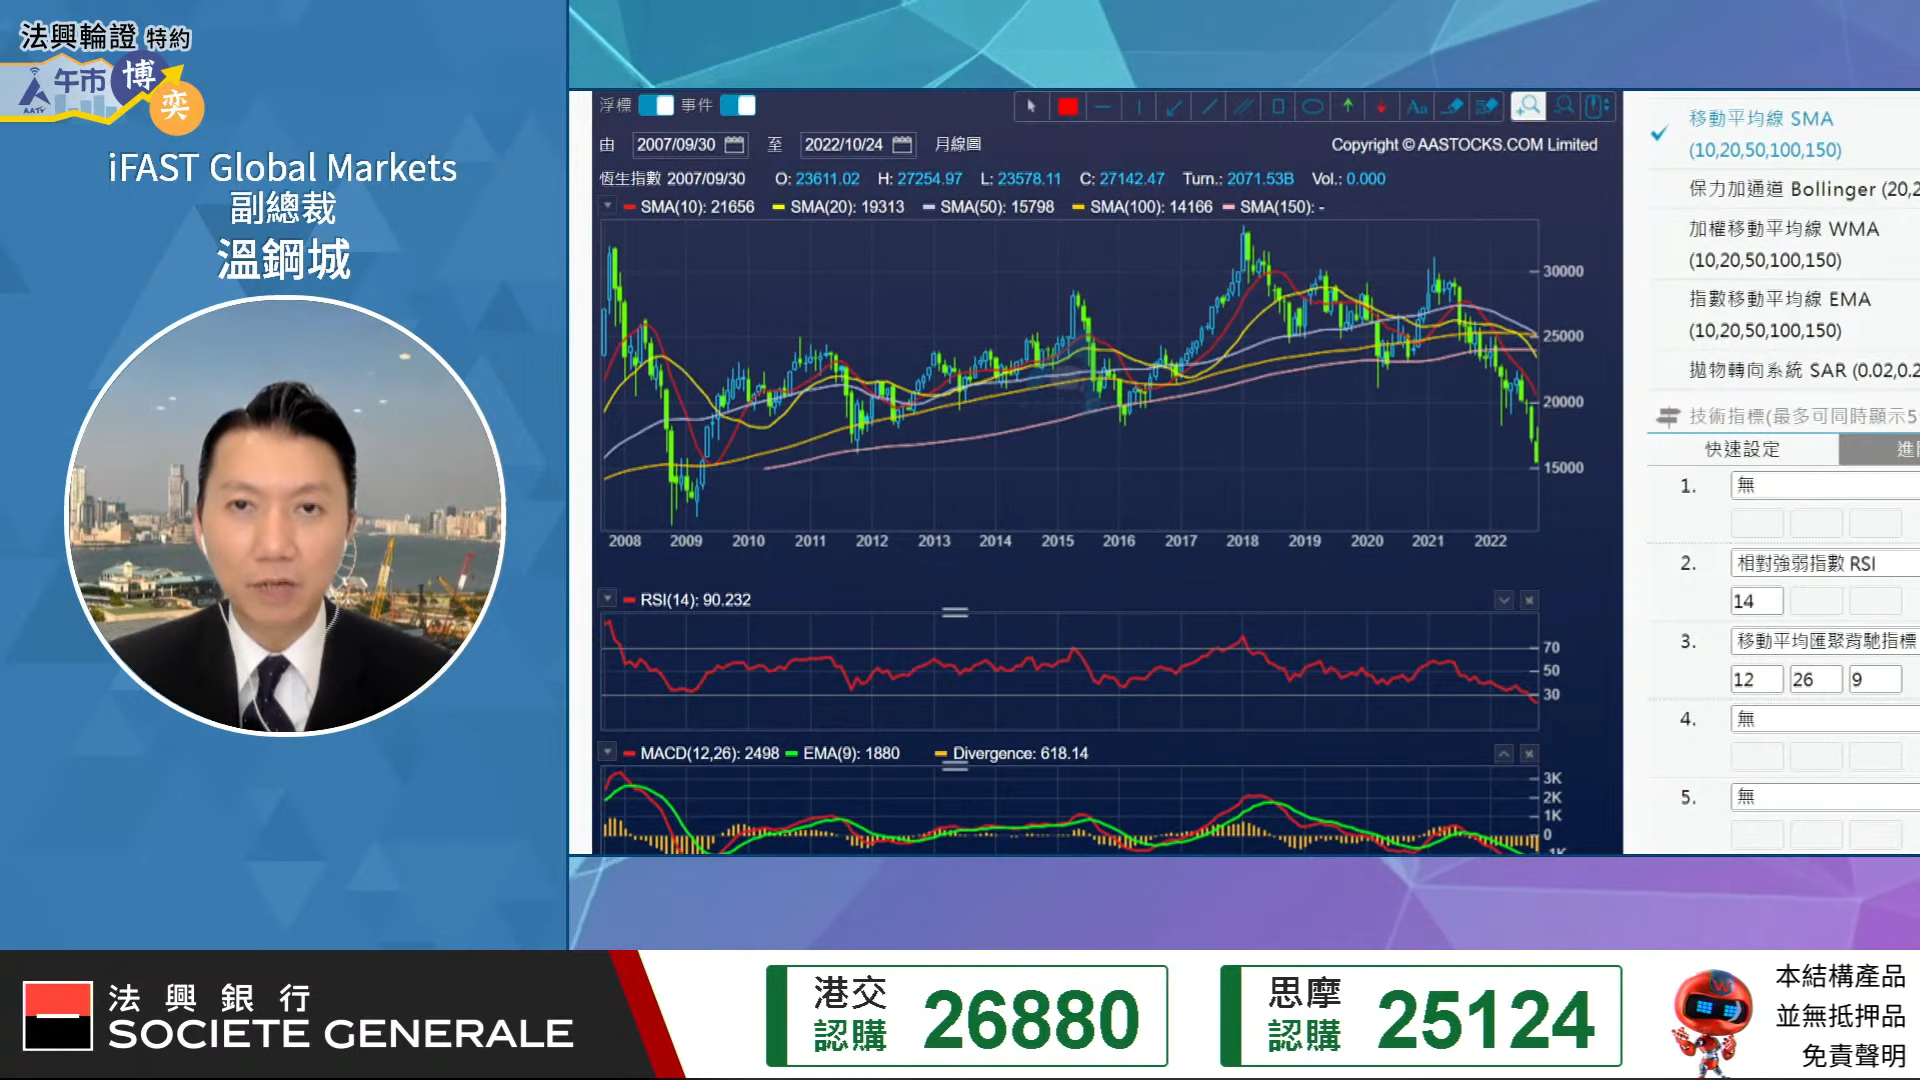 法興輪證 特約
午市 博
弈
AATV
iFAST Global Markets
副總裁
溫鋼城
浮標 事件
由 2007/09/30 至 2022/10/24 月線圖
Copyright © AASTOCKS.COM Limited
恆生指數 2007/09/30 O: 23611.02 H: 27254.97 L: 23578.11 C: 27142.47 Turn.: 2071.53B Vol.: 0.000
SMA(10): 21656 SMA(20): 19313 SMA(50): 15798 SMA(100): 14166 SMA(150): -
30000
25000
20000
15000
2008 2009 2010 2011 2012 2013 2014 2015 2016 2017 2018 2019 2020 2021 2022
RSI(14): 90.232
70
50
30
MACD(12,26): 2498 EMA(9): 1880 Divergence: 618.14
3K
2K
1K
0
-1K
Aa
移動平均線 SMA
(10,20,50,100,150)
保力加通道 Bollinger (20,2
加權移動平均線 WMA
(10,20,50,100,150)
指數移動平均線 EMA
(10,20,50,100,150)
拋物轉向系統 SAR (0.02,0.2
技術指標(最多可同時顯示5
快速設定 進
1. 無
2. 相對強弱指數 RSI
14
3. 移動平均匯聚背馳指標
12 26 9
4. 無
5. 無
法興銀行
SOCIETE GENERALE
港交
認購 26880
思摩
認購 25124
W
本結構產品
並無抵押品
免責聲明